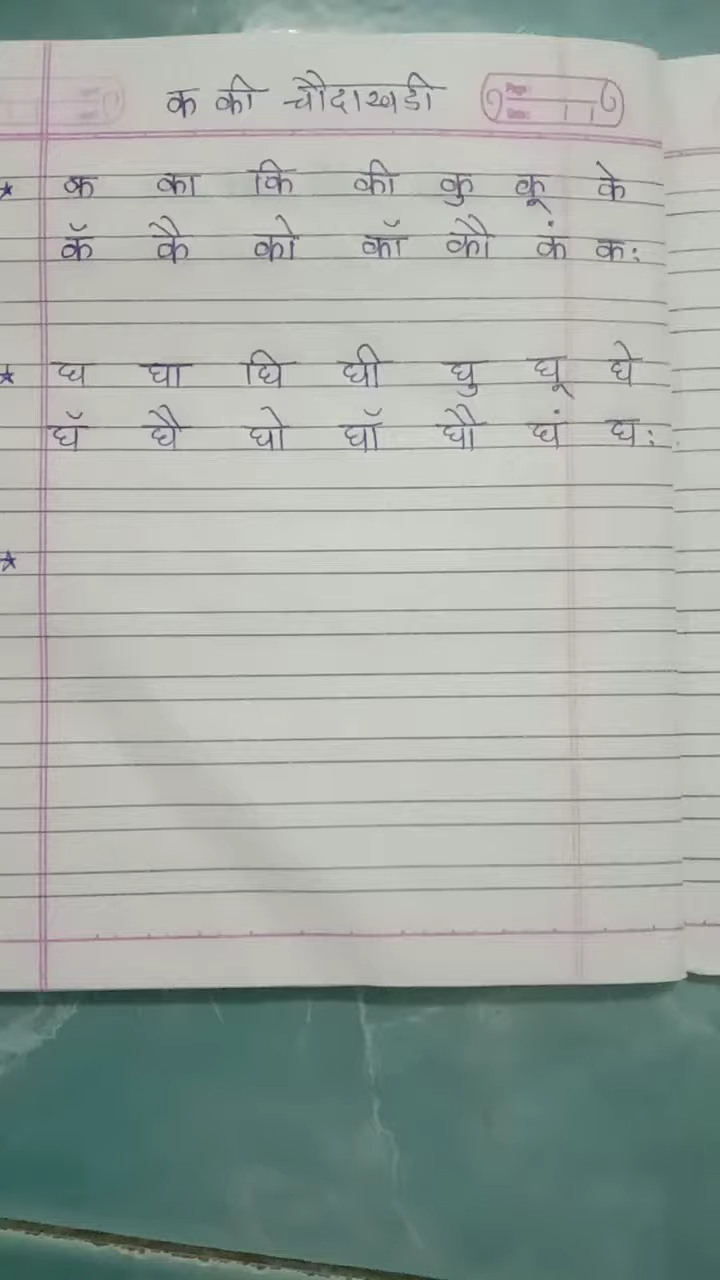 क की चौदाखडी
★ क का कि की कु कू के
कॅ कै को कॉ कौ कं कः
★ घ घा घि घी घु घू घे
घॅ घै घो घॉ घौ घं घः
★